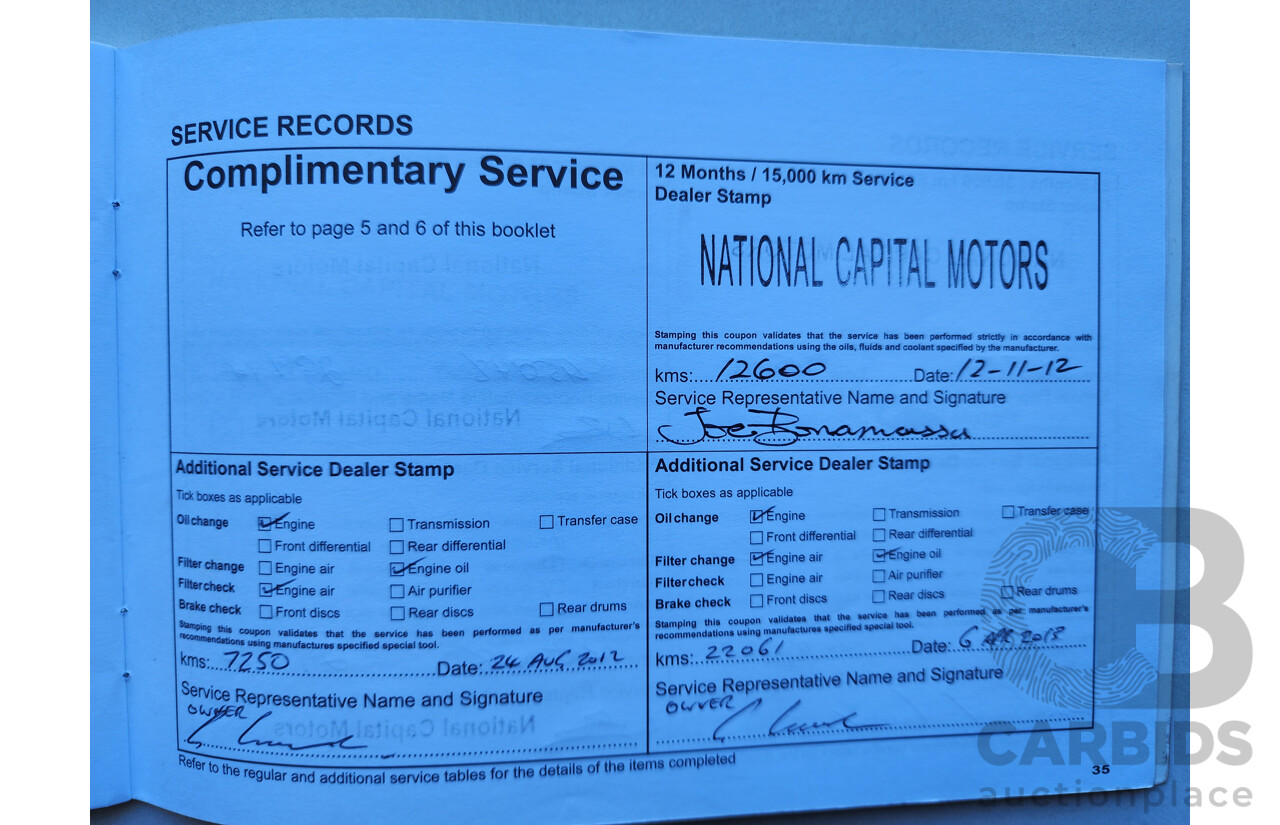 SERVICE RECORDS
Complimentary Service
Refer to page 5 and 6 of this booklet
12 Months / 15,000 km Service
Dealer Stamp
NATIONAL CAPITAL MOTORS
Stamping this coupon validates that the service has been performed strictly in accordance with
manufacturer recommendations using the oils, fluids and coolant specified by the manufacturer.
kms:....12600....Date:12-11-12
Service Representative Name and Signature
Joe Bonamassa
Additional Service Dealer Stamp
Tick boxes as applicable
Oil change Engine Transmission Transfer case
Front differential Rear differential
Filter change Engine air Engine oil
Filter check Engine air Air purifier
Brake check Front discs Rear discs Rear drums
Stamping this coupon validates that the service has been performed as per manufacturer's
recommendations using manufactures specified special tool.
kms:..7250....Date:.24 AUG 2012
Service Representative Name and Signature
OWNER
Additional Service Dealer Stamp
Tick boxes as applicable
Oil change Engine Transmission Transfer case
Front differential Rear differential
Filter change Engine air Engine oil
Filter check Engine air Air purifier
Brake check Front discs Rear discs Rear drums
Stamping this coupon validates that the service has been performed as per manufacturer's
recommendations using manufactures specified special tool.
kms:..22061....Date:.6 APR 2013
Service Representative Name and Signature
OWNER
Refer to the regular and additional service tables for the details of the items completed
35
CARBIDS
auctionplace